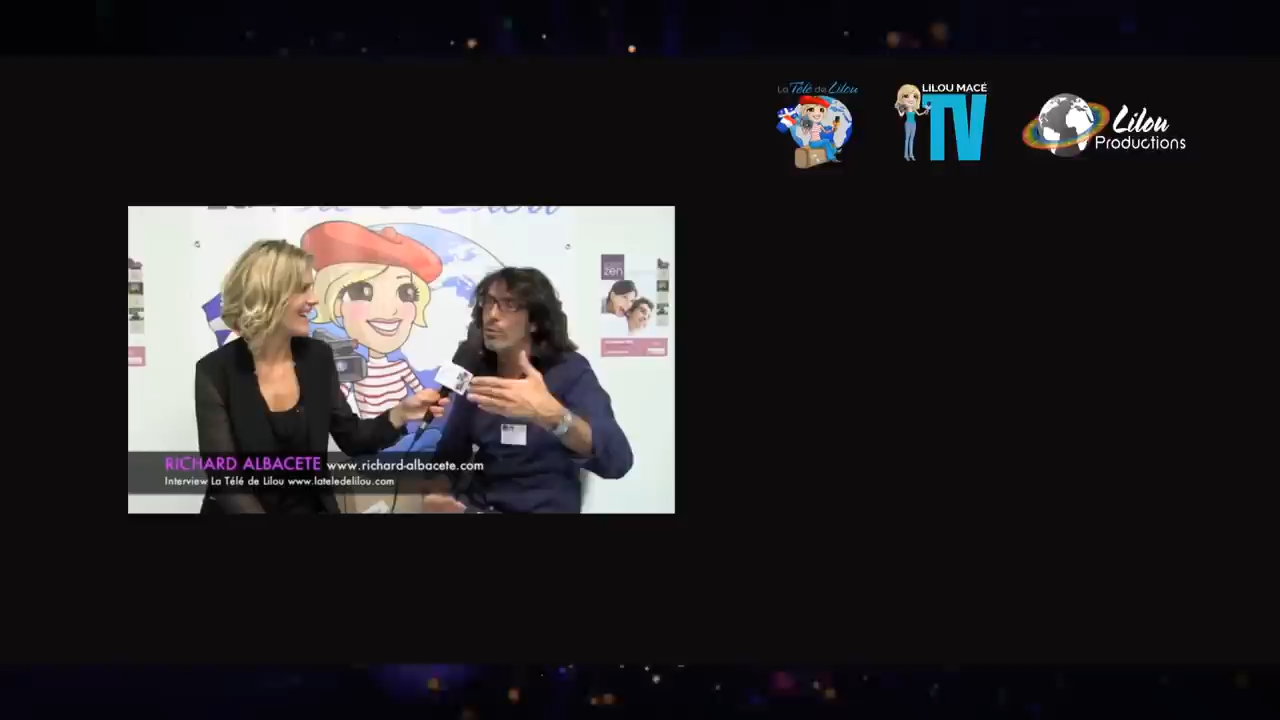 La Télé de Lilou
LILOU MACÉ
TV
Lilou
Productions
zen
RICHARD ALBACETE www.richard-albacete.com
Interview La Télé de Lilou www.lateledelilou.com